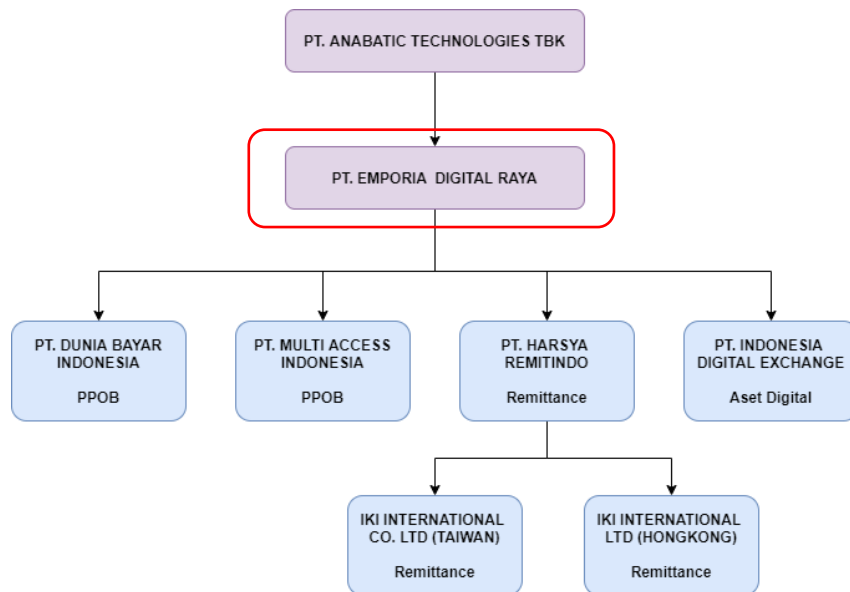 PT. ANABATIC TECHNOLOGIES TBK
PT. EMPORIA DIGITAL RAYA
PT. DUNIA BAYAR
INDONESIA
PPOB
PT. MULTI ACCESS
INDONESIA
PPOB
PT. HARSYA
REMITINDO
Remittance
PT. INDONESIA
DIGITAL EXCHANGE
Aset Digital
IKI INTERNATIONAL
CO. LTD (TAIWAN)
Remittance
IKI INTERNATIONAL
LTD (HONGKONG)
Remittance